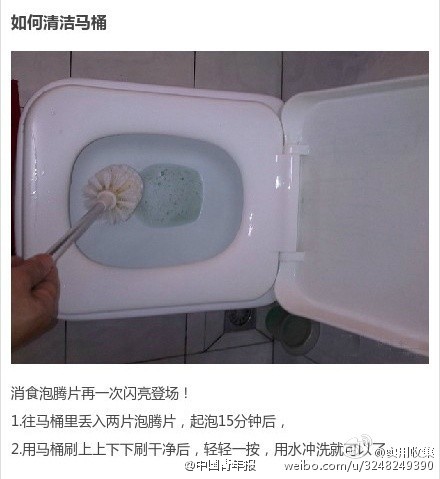 如何清洁马桶
消食泡腾片再一次闪亮登场！
1.往马桶里丢入两片泡腾片，起泡15分钟后，
2.用马桶刷上上下下刷干净后，轻轻一按，用水冲洗就可以了。
@实用收集
@中国青年报 weibo.com/u/3248249390